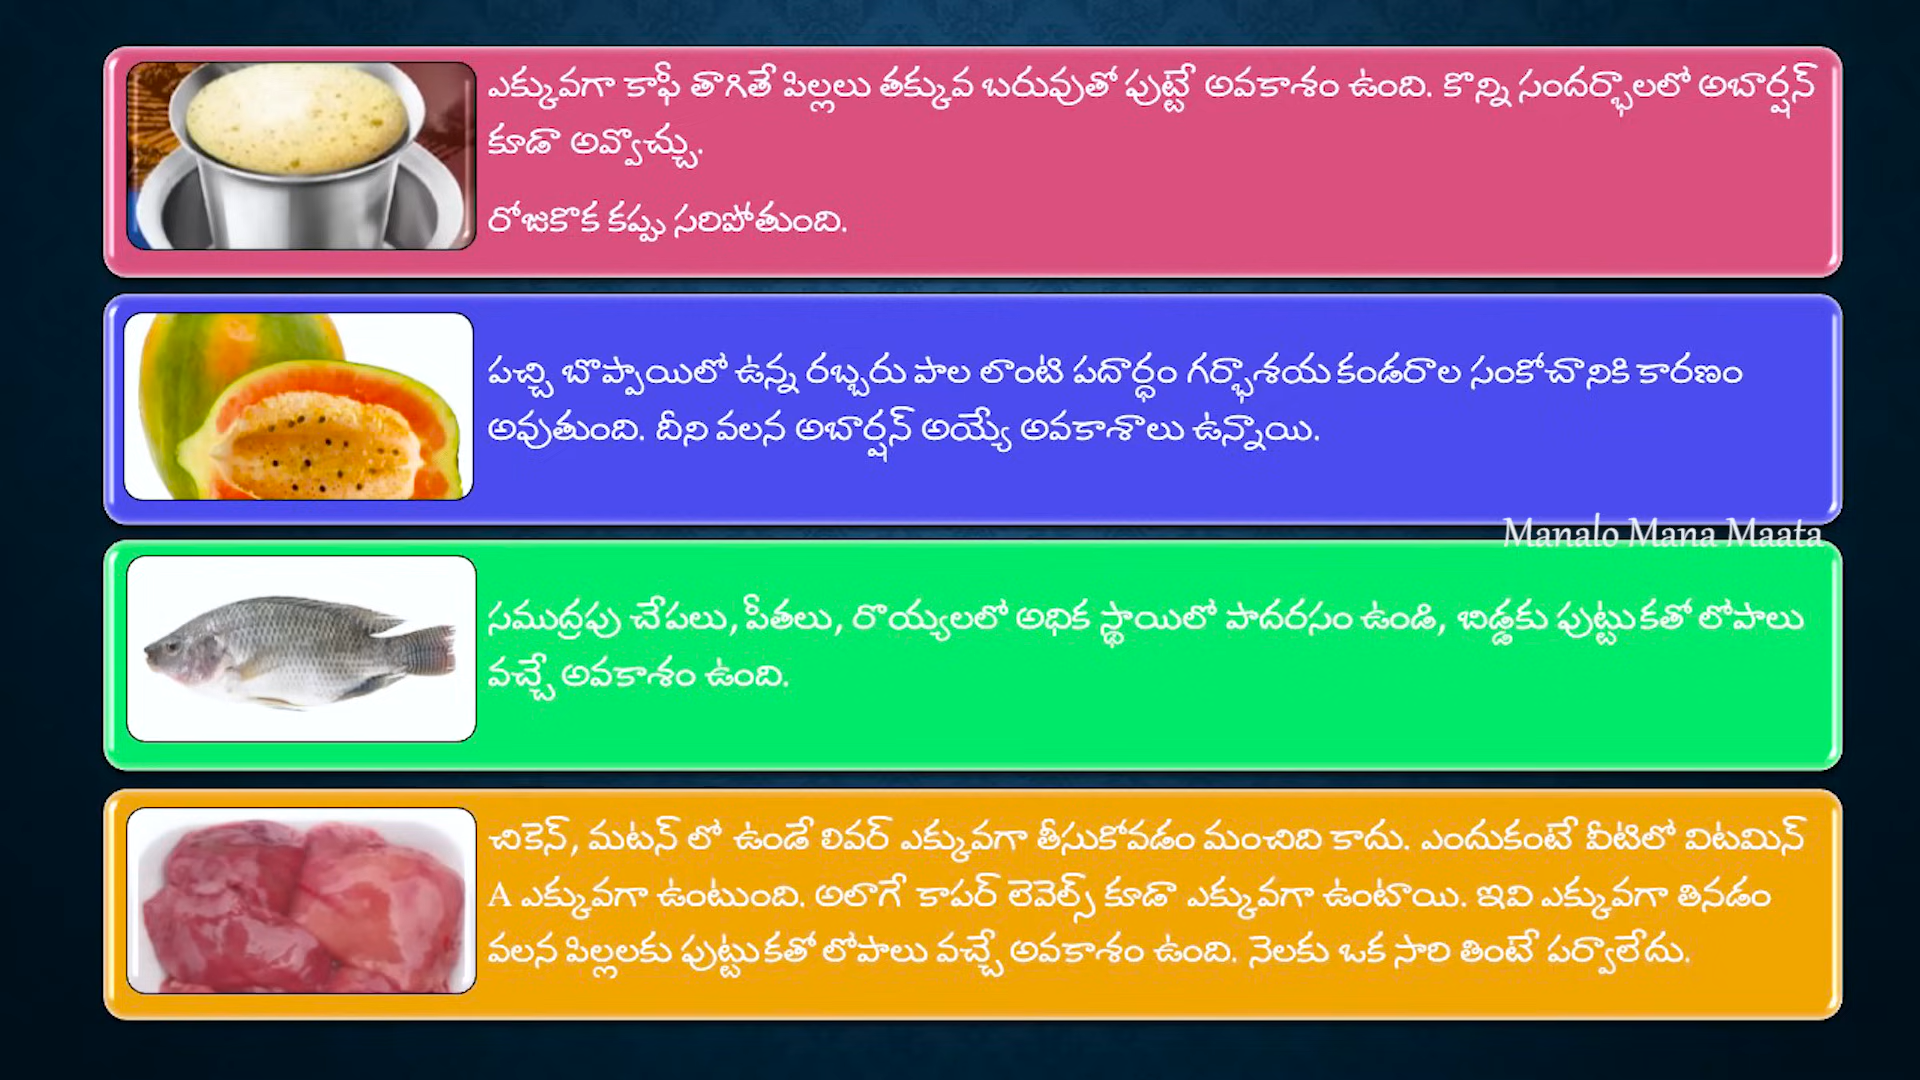 ఎక్కువగా కాఫీ తాగితే పిల్లలు తక్కువ బరువుతో పుట్టే అవకాశం ఉంది. కొన్ని సందర్భాలలో అబార్షన్
కూడా అవ్వొచ్చు.
రోజుకొక కప్పు సరిపోతుంది.
పచ్చి బొప్పాయిలో ఉన్న రబ్బరు పాల లాంటి పదార్ధం గర్భాశయ కండరాల సంకోచానికి కారణం
అవుతుంది. దీని వలన అబార్షన్ అయ్యే అవకాశాలు ఉన్నాయి.
Manalo Mana Maata
సముద్రపు చేపలు, పీతలు, రొయ్యలలో అధిక స్థాయిలో పాదరసం ఉండి, బిడ్డకు పుట్టుకతో లోపాలు
వచ్చే అవకాశం ఉంది.
చికెన్, మటన్ లో ఉండే లివర్ ఎక్కువగా తీసుకోవడం మంచిది కాదు. ఎందుకంటే వీటిలో విటమిన్
A ఎక్కువగా ఉంటుంది. అలాగే కాపర్ లెవెల్స్ కూడా ఎక్కువగా ఉంటాయి. ఇవి ఎక్కువగా తినడం
వలన పిల్లలకు పుట్టుకతో లోపాలు వచ్చే అవకాశం ఉంది. నెలకు ఒక సారి తింటే పర్వాలేదు.